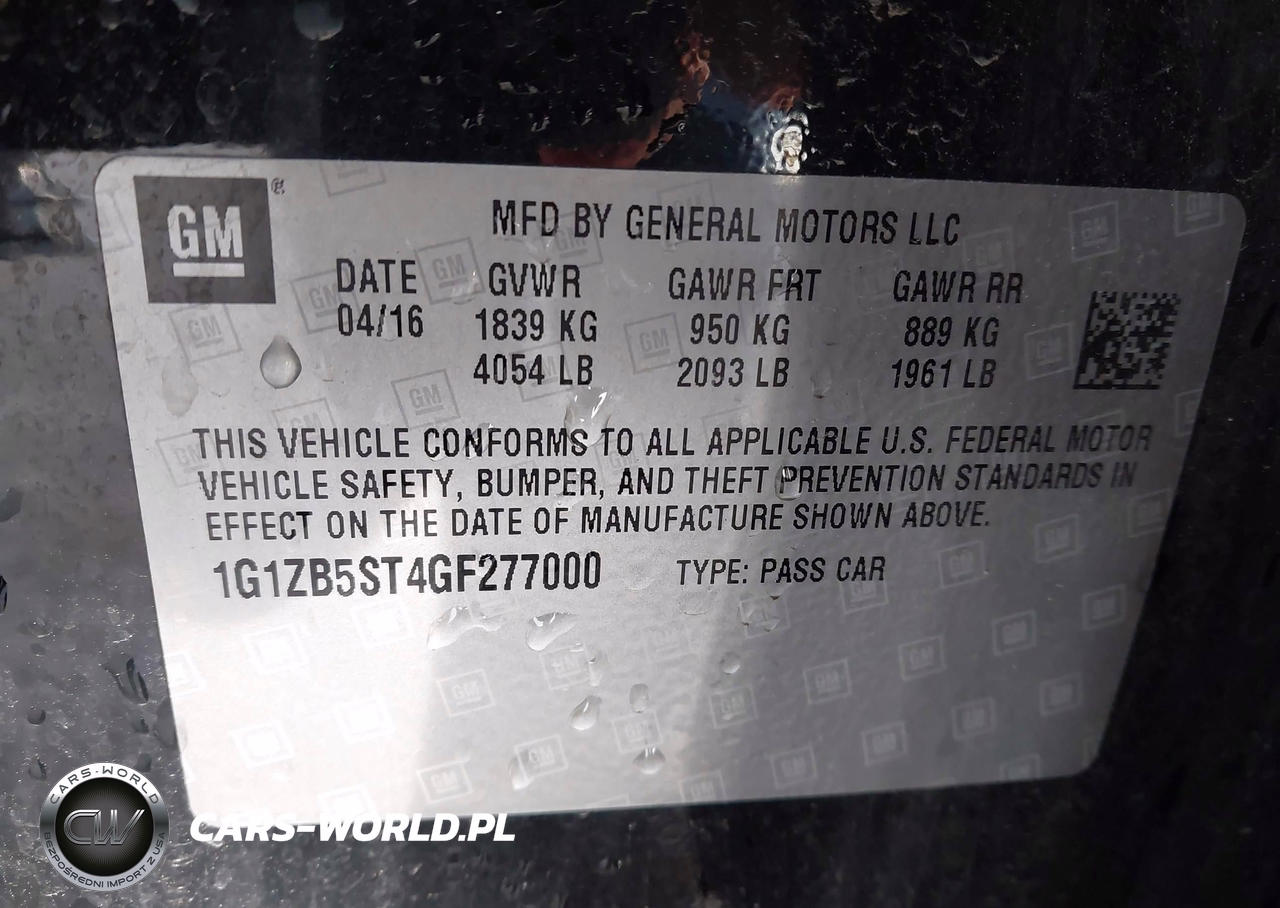 GM ®
MFD BY GENERAL MOTORS LLC
DATE GVWR GAWR FRT GAWR RR
04/16 1839 KG 950 KG 889 KG
4054 LB 2093 LB 1961 LB
THIS VEHICLE CONFORMS TO ALL APPLICABLE U.S. FEDERAL MOTOR
VEHICLE SAFETY, BUMPER, AND THEFT PREVENTION STANDARDS IN
EFFECT ON THE DATE OF MANUFACTURE SHOWN ABOVE.
1G1ZB5ST4GF277000 TYPE: PASS CAR
CARS-WORLD
CW
BEZPOŚREDNI IMPORT Z USA
CARS-WORLD.PL